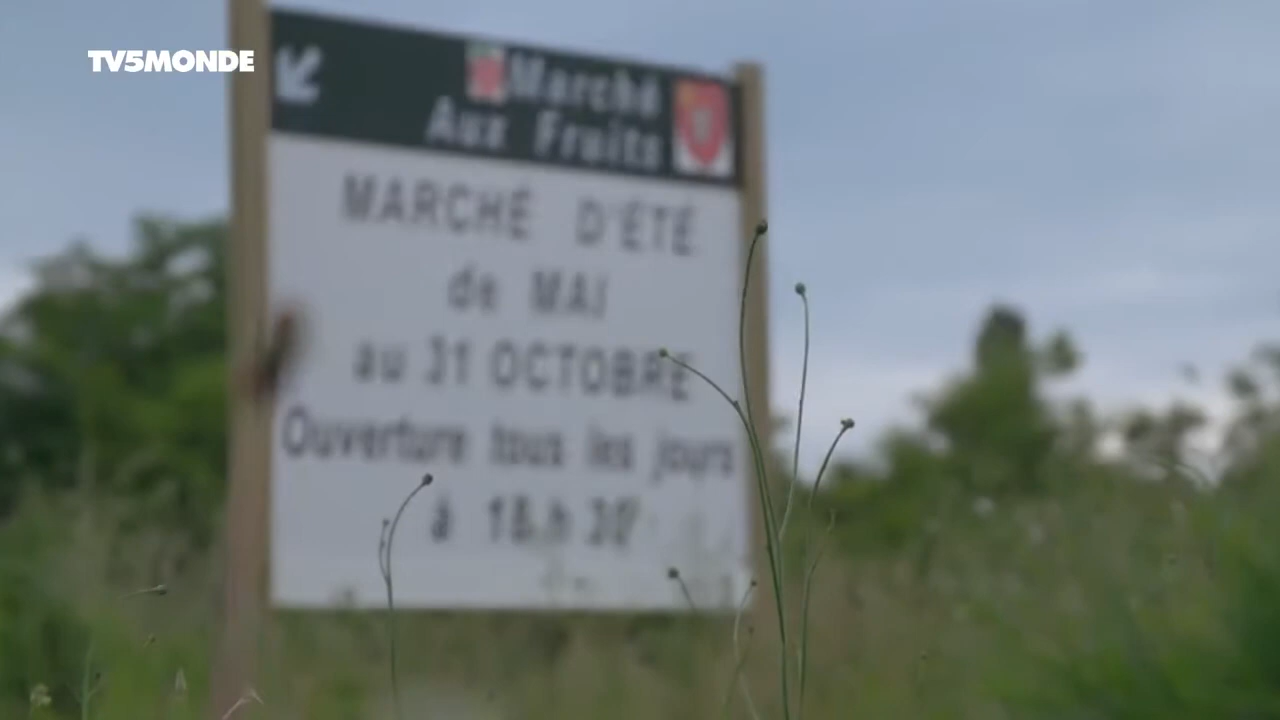 TV5MONDE
Marché
Aux Fruits
MARCHÉ D'ÉTÉ
de MAI
au 31 OCTOBRE
Ouverture tous les jours
à 18 h 30